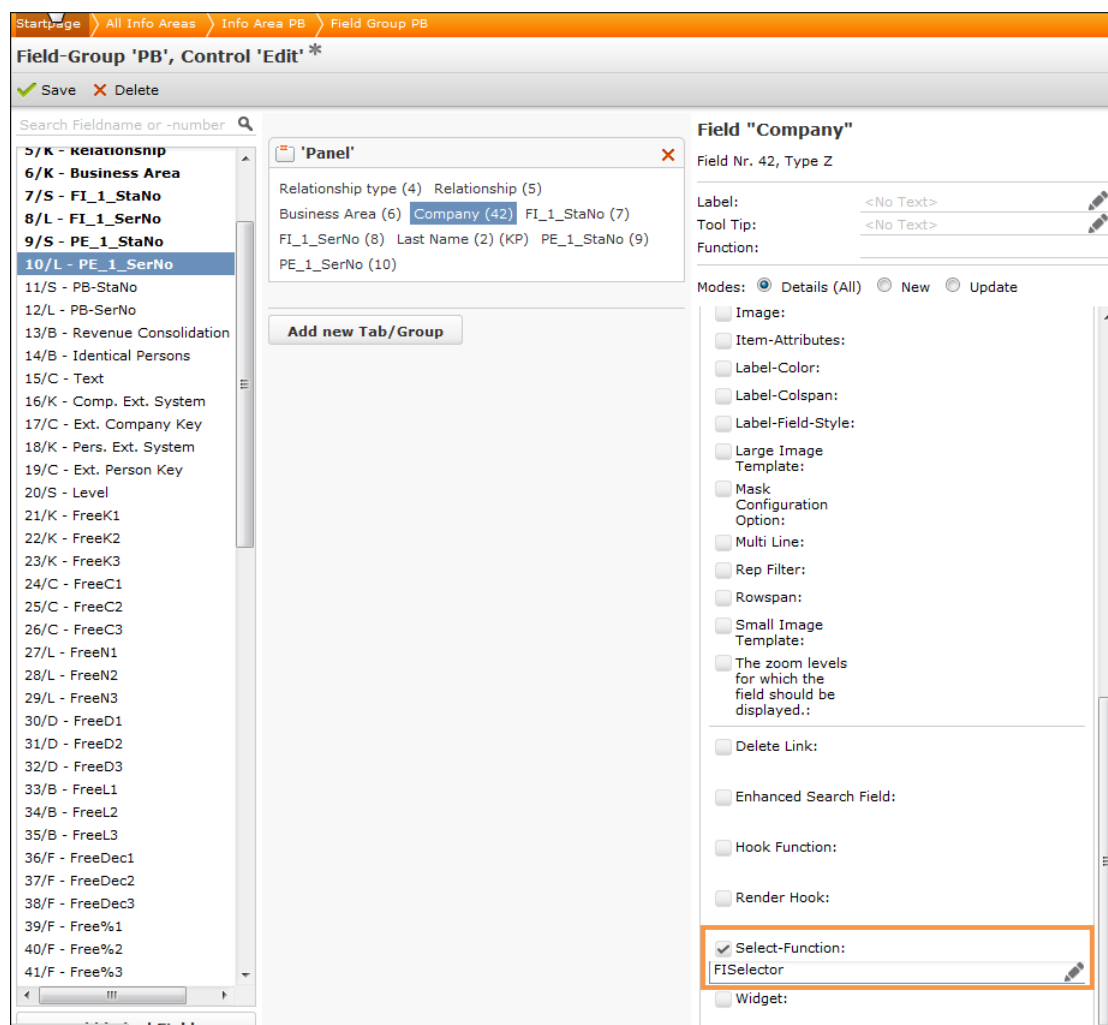 Startpage All Info Areas Info Area PB Field Group PB
Field-Group 'PB', Control 'Edit' *
Save Delete
Search Fieldname or -number
5/K - Relationship
6/K - Business Area
7/S - FI_1_StaNo
8/L - FI_1_SerNo
9/S - PE_1_StaNo
10/L - PE_1_SerNo
11/S - PB-StaNo
12/L - PB-SerNo
13/B - Revenue Consolidation
14/B - Identical Persons
15/C - Text
16/K - Comp. Ext. System
17/C - Ext. Company Key
18/K - Pers. Ext. System
19/C - Ext. Person Key
20/S - Level
21/K - FreeK1
22/K - FreeK2
23/K - FreeK3
24/C - FreeC1
25/C - FreeC2
26/C - FreeC3
27/L - FreeN1
28/L - FreeN2
29/L - FreeN3
30/D - FreeD1
31/D - FreeD2
32/D - FreeD3
33/B - FreeL1
34/B - FreeL2
35/B - FreeL3
36/F - FreeDec1
37/F - FreeDec2
38/F - FreeDec3
39/F - Free%1
40/F - Free%2
41/F - Free%3
'Panel'
Relationship type (4) Relationship (5)
Business Area (6) Company (42) FI_1_StaNo (7)
FI_1_SerNo (8) Last Name (2) (KP) PE_1_StaNo (9)
PE_1_SerNo (10)
Add new Tab/Group
Field "Company"
Field Nr. 42, Type Z
Label: <No Text>
Tool Tip: <No Text>
Function:
Modes: Details (All) New Update
Image:
Item-Attributes:
Label-Color:
Label-Colspan:
Label-Field-Style:
Large Image
Template:
Mask
Configuration
Option:
Multi Line:
Rep Filter:
Rowspan:
Small Image
Template:
The zoom levels
for which the
field should be
displayed.:
Delete Link:
Enhanced Search Field:
Hook Function:
Render Hook:
Select-Function:
FISelector
Widget: